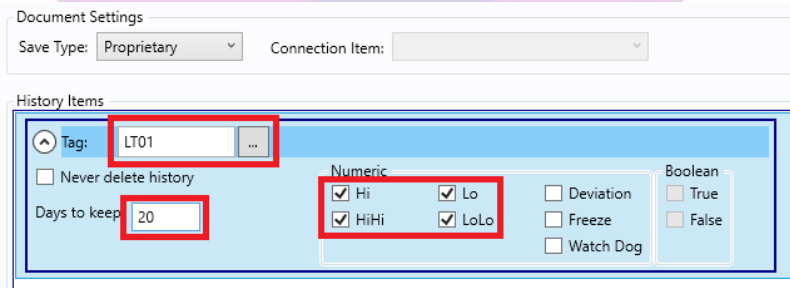 Document Settings
Save Type: Proprietary Connection Item:
History Items
Tag: LT01 ...
Never delete history
Days to keep 20
Numeric
Hi Lo Deviation
HiHi LoLo Freeze
Watch Dog
Boolean
True
False